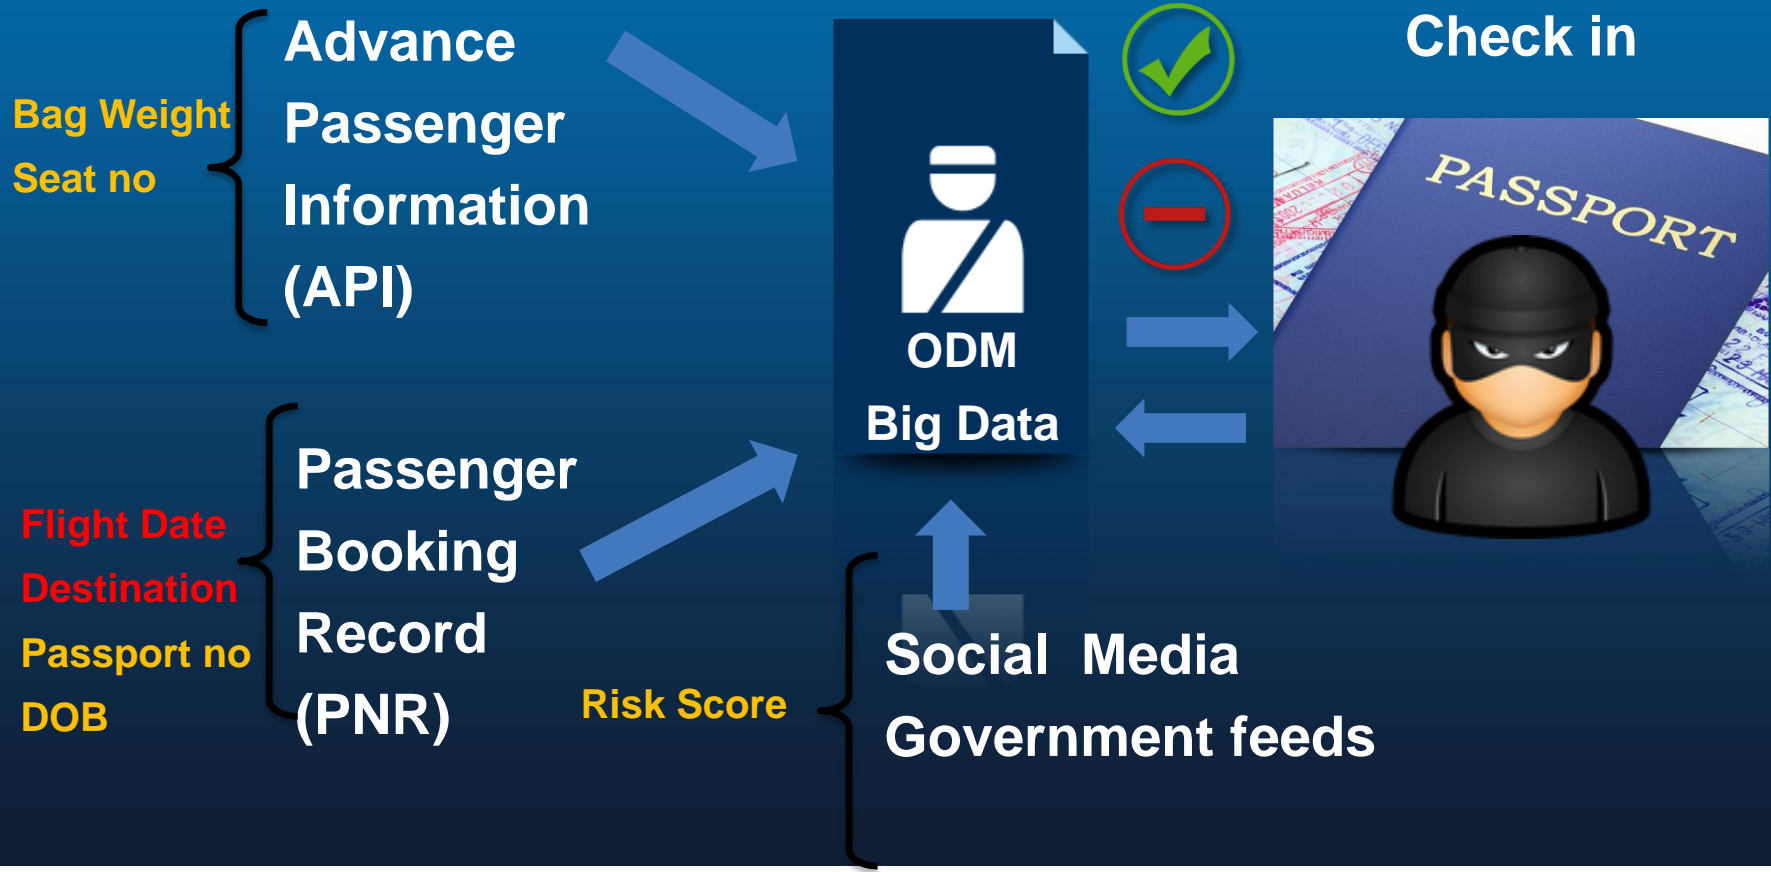 Advance
Passenger
Information
(API)
Bag Weight
Seat no
Passenger
Booking
Record
(PNR)
Flight Date
Destination
Passport no
DOB
ODM
Big Data
Risk Score
Social Media
Government feeds
Check in
PASSPORT